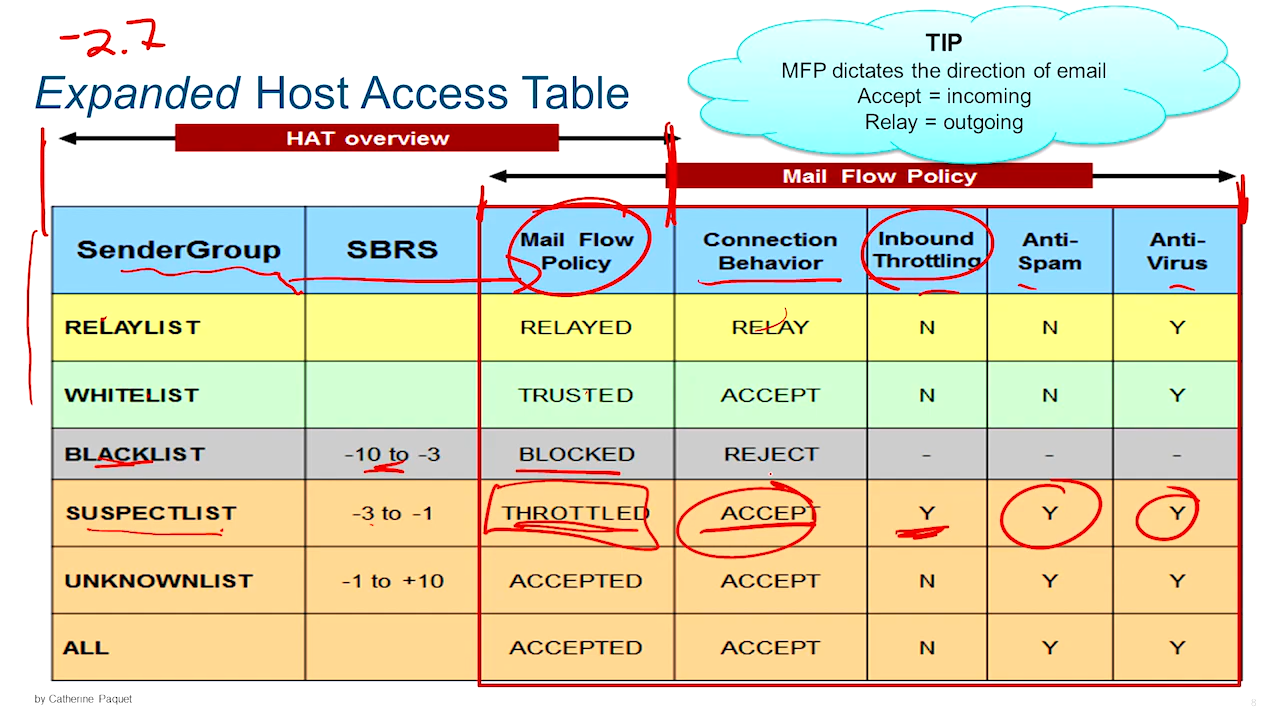 -2.7
TIP
MFP dictates the direction of email
Accept = incoming
Relay = outgoing
Expanded Host Access Table
HAT overview
Mail Flow Policy
SenderGroup SBRS Mail Flow Policy Connection Behavior Inbound Throttling Anti-Spam Anti-Virus
RELAYLIST RELAYED RELAY N N Y
WHITELIST TRUSTED ACCEPT N N Y
BLACKLIST -10 to -3 BLOCKED REJECT - - -
SUSPECTLIST -3 to -1 THROTTLED ACCEPT Y Y Y
UNKNOWNLIST -1 to +10 ACCEPTED ACCEPT N Y Y
ALL ACCEPTED ACCEPT N Y Y
by Catherine Paquet
8